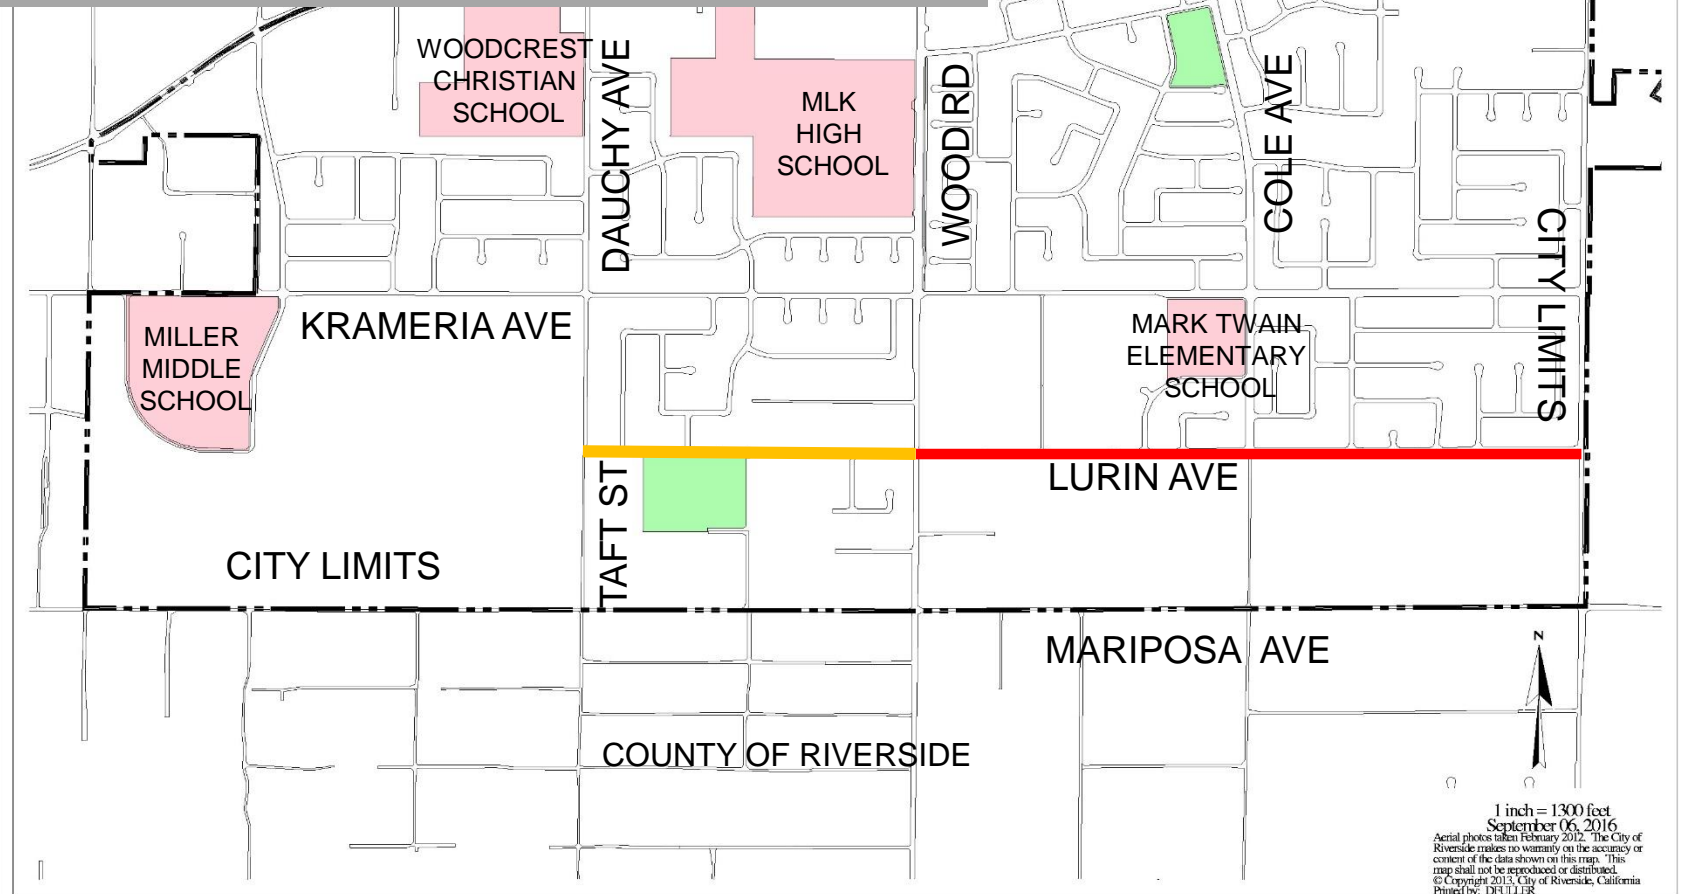 WOODCREST
CHRISTIAN
SCHOOL
DAUCHY AVE
MLK
HIGH
SCHOOL
WOOD RD
COLE AVE
CITY LIMITS
MILLER
MIDDLE
SCHOOL
KRAMERIA AVE
MARK TWAIN
ELEMENTARY
SCHOOL
LURIN AVE
TAFT ST
CITY LIMITS
MARIPOSA AVE
N
COUNTY OF RIVERSIDE
1 inch = 1300 feet
September 06, 2016
Aerial photos taken February 2012. The City of
Riverside makes no warranty on the accuracy or
content of the data shown on this map. This
map shall not be reproduced or distributed.
© Copyright 2013, City of Riverside, California
Printed by: DFULLER